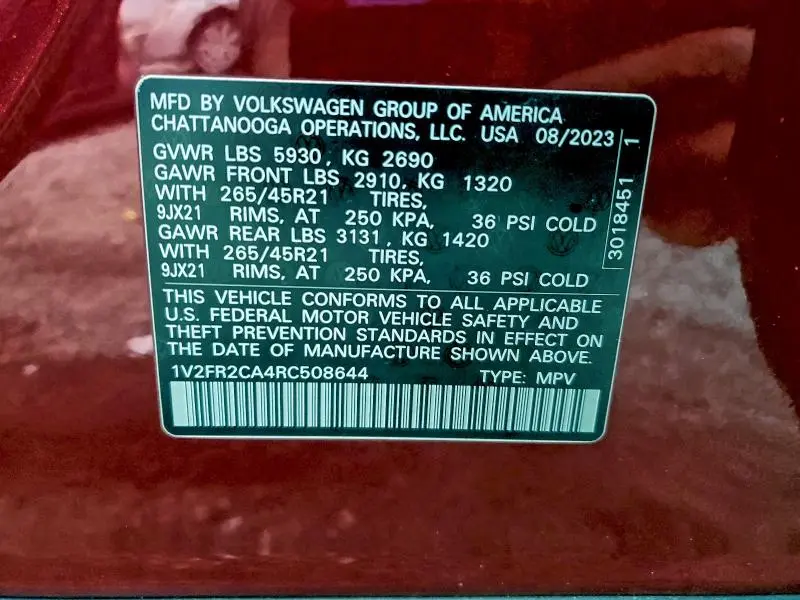 MFD BY VOLKSWAGEN GROUP OF AMERICA
CHATTANOOGA OPERATIONS, LLC. USA 08/2023
GVWR LBS 5930, KG 2690
GAWR FRONT LBS 2910, KG 1320
WITH 265/45R21 TIRES,
9JX21 RIMS, AT 250 KPA, 36 PSI COLD
GAWR REAR LBS 3131, KG 1420
WITH 265/45R21 TIRES,
9JX21 RIMS, AT 250 KPA, 36 PSI COLD
3018451 1
THIS VEHICLE CONFORMS TO ALL APPLICABLE
U.S. FEDERAL MOTOR VEHICLE SAFETY AND
THEFT PREVENTION STANDARDS IN EFFECT ON
THE DATE OF MANUFACTURE SHOWN ABOVE.
1V2FR2CA4RC508644 TYPE: MPV